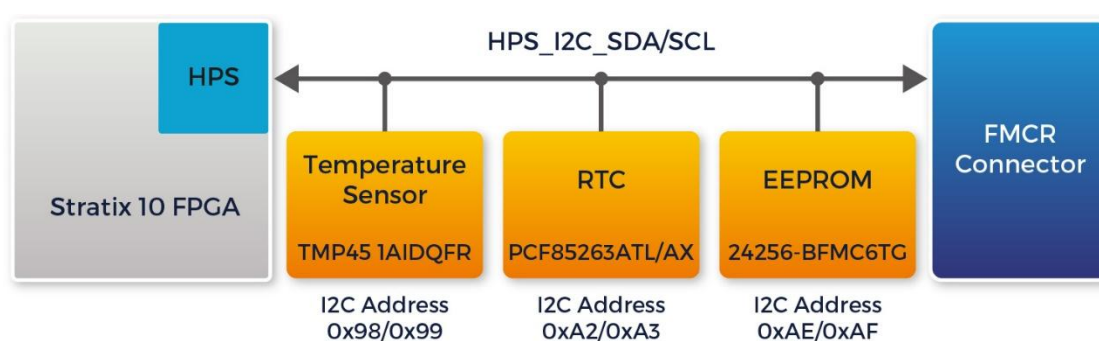 HPS_I2C_SDA/SCL
HPS
Stratix 10 FPGA
Temperature
Sensor
TMP45 1AIDQFR
I2C Address
0x98/0x99
RTC
PCF85263ATL/AX
I2C Address
0xA2/0xA3
EEPROM
24256-BFMC6TG
I2C Address
0xAE/0xAF
FMCR
Connector